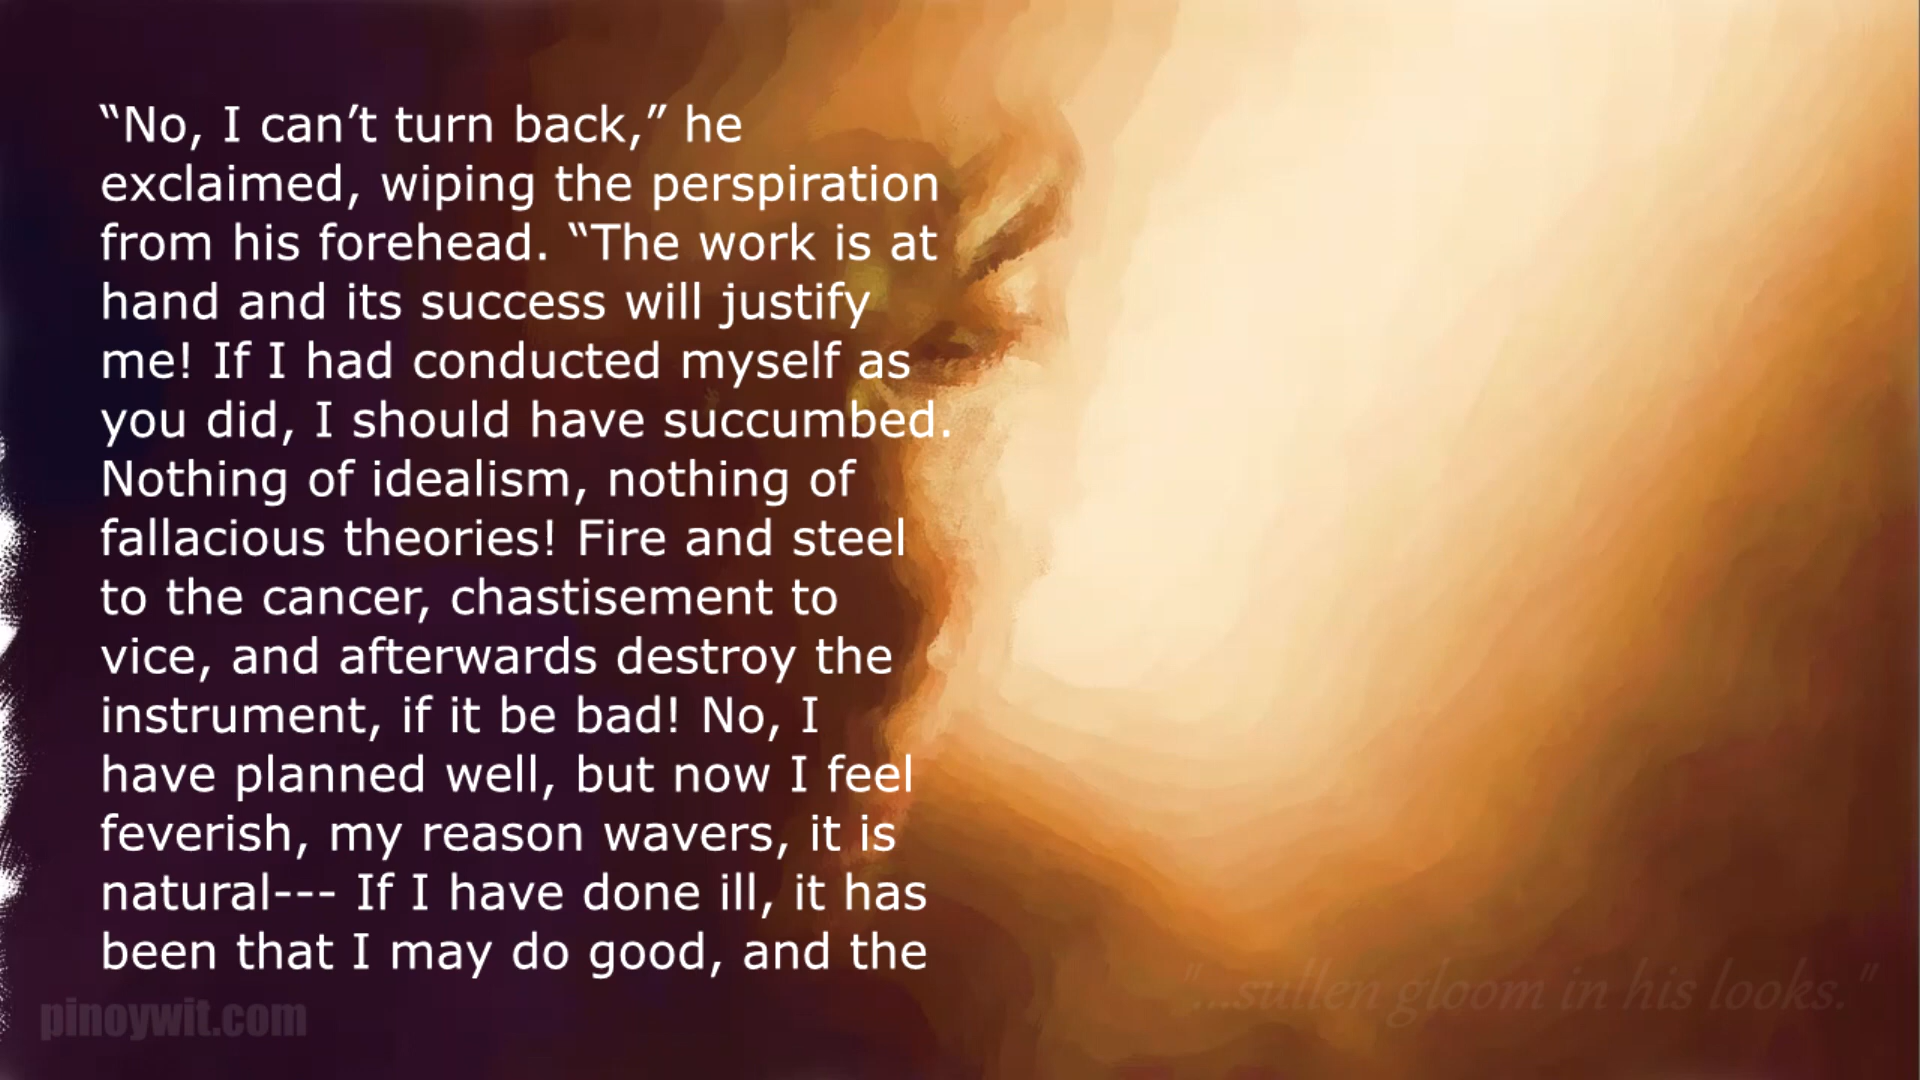 “No, I can’t turn back,” he
exclaimed, wiping the perspiration
from his forehead. “The work is at
hand and its success will justify
me! If I had conducted myself as
you did, I should have succumbed.
Nothing of idealism, nothing of
fallacious theories! Fire and steel
to the cancer, chastisement to
vice, and afterwards destroy the
instrument, if it be bad! No, I
have planned well, but now I feel
feverish, my reason wavers, it is
natural--- If I have done ill, it has
been that I may do good, and the
"...sullen gloom in his looks."
pinoywit.com